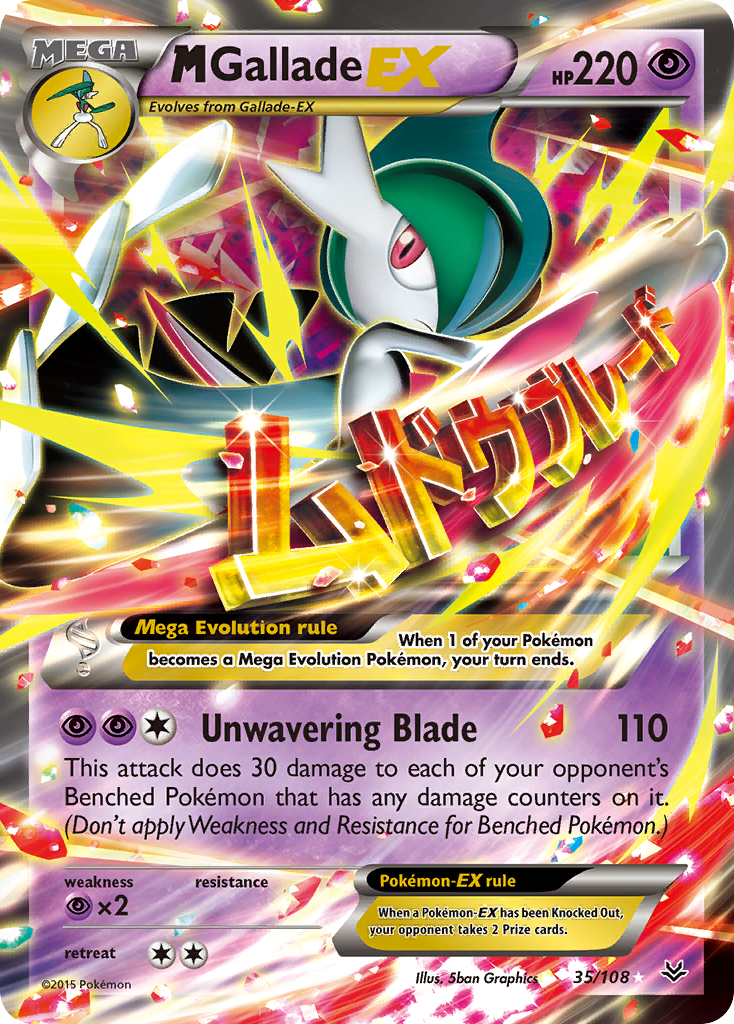 MEGA
MGalladeEX
HP220
Evolves from Gallade-EX
ムドウブレード
Mega Evolution rule
When 1 of your Pokémon
becomes a Mega Evolution Pokémon, your turn ends.
Unwavering Blade 110
This attack does 30 damage to each of your opponent's
Benched Pokémon that has any damage counters on it.
(Don't apply Weakness and Resistance for Benched Pokémon.)
weakness resistance
×2
retreat
Pokémon-EX rule
When a Pokémon-EX has been Knocked Out,
your opponent takes 2 Prize cards.
©2015 Pokémon
Illus. 5ban Graphics
35/108